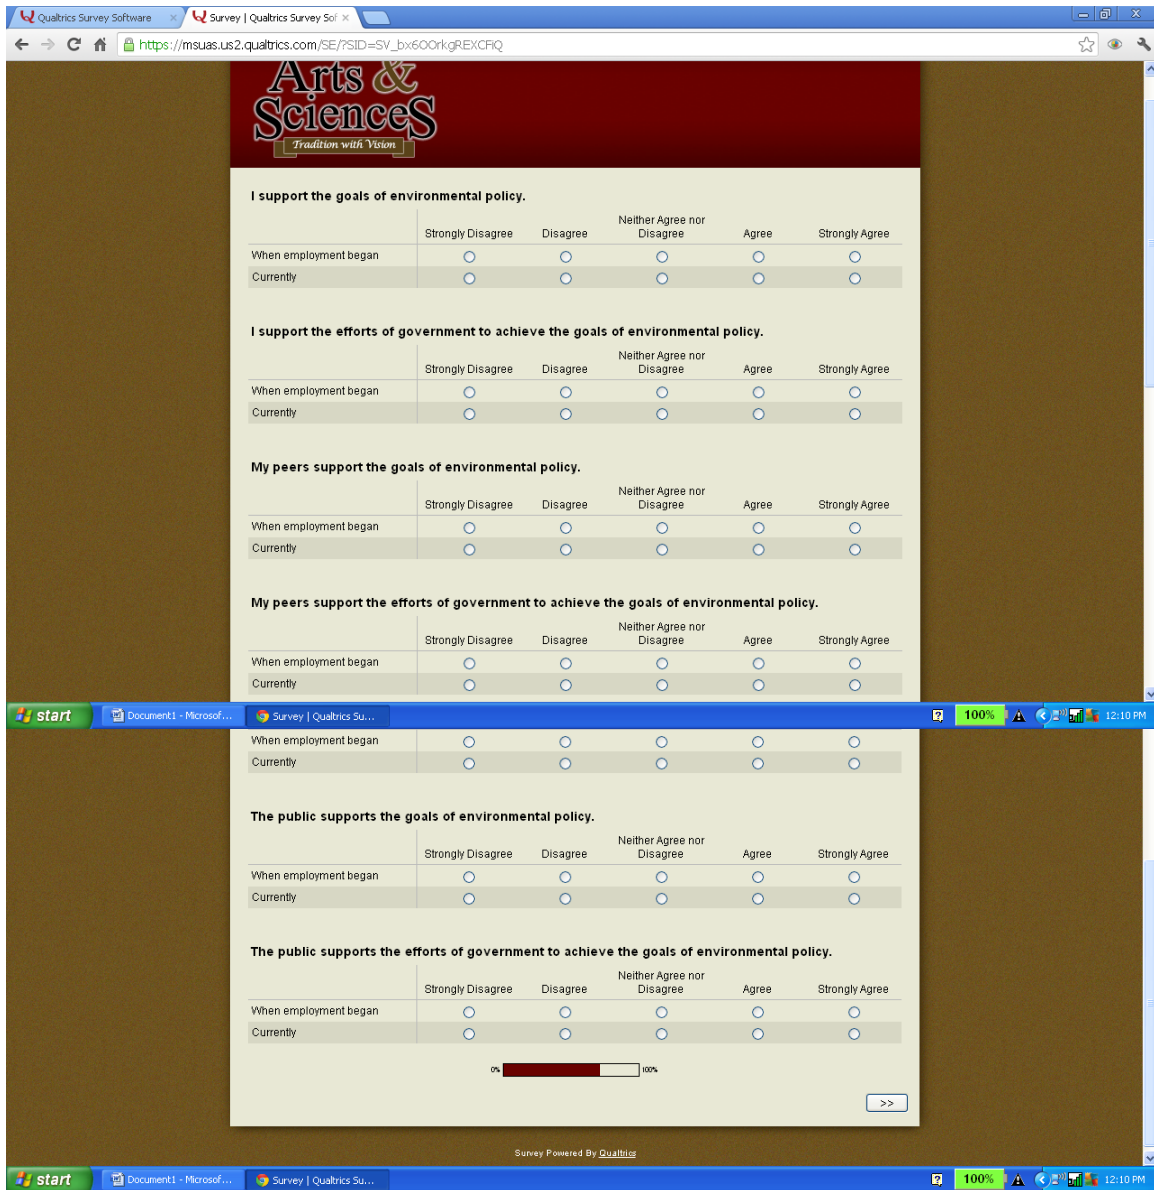 Qualtrics Survey Software
Survey | Qualtrics Survey Sof
https://msuas.us2.qualtrics.com/SE/?SID=SV_bx6OOrkgREXCFiQ
Arts &
Sciences
Tradition with Vision
I support the goals of environmental policy.
Strongly Disagree Disagree Neither Agree nor Disagree Agree Strongly Agree
When employment began
Currently
I support the efforts of government to achieve the goals of environmental policy.
Strongly Disagree Disagree Neither Agree nor Disagree Agree Strongly Agree
When employment began
Currently
My peers support the goals of environmental policy.
Strongly Disagree Disagree Neither Agree nor Disagree Agree Strongly Agree
When employment began
Currently
My peers support the efforts of government to achieve the goals of environmental policy.
Strongly Disagree Disagree Neither Agree nor Disagree Agree Strongly Agree
When employment began
Currently
start Document1 - Microsof... Survey | Qualtrics Su... 100% 12:10 PM
When employment began
Currently
The public supports the goals of environmental policy.
Strongly Disagree Disagree Neither Agree nor Disagree Agree Strongly Agree
When employment began
Currently
The public supports the efforts of government to achieve the goals of environmental policy.
Strongly Disagree Disagree Neither Agree nor Disagree Agree Strongly Agree
When employment began
Currently
0% 100%
>>
Survey Powered By Qualtrics
start Document1 - Microsof... Survey | Qualtrics Su... 100% 12:10 PM